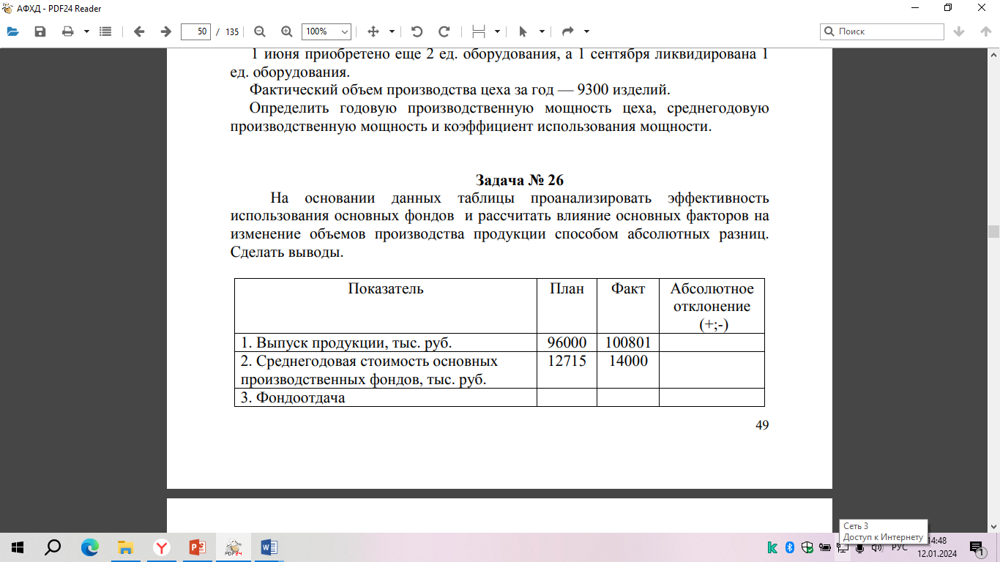 АФХД - PDF24 Reader
50 / 135
100%
Поиск
1 июня приобретено еще 2 ед. оборудования, а 1 сентября ликвидирована 1
ед. оборудования.
Фактический объем производства цеха за год — 9300 изделий.
Определить годовую производственную мощность цеха, среднегодовую
производственную мощность и коэффициент использования мощности.
Задача № 26
На основании данных таблицы проанализировать эффективность
использования основных фондов и рассчитать влияние основных факторов на
изменение объемов производства продукции способом абсолютных разниц.
Сделать выводы.
Показатель План Факт Абсолютное
отклонение
(+;-)
1. Выпуск продукции, тыс. руб. 96000 100801
2. Среднегодовая стоимость основных 12715 14000
производственных фондов, тыс. руб.
3. Фондоотдача
49
Сеть 3
Доступ к Интернету
РУС
14:48
12.01.2024
1